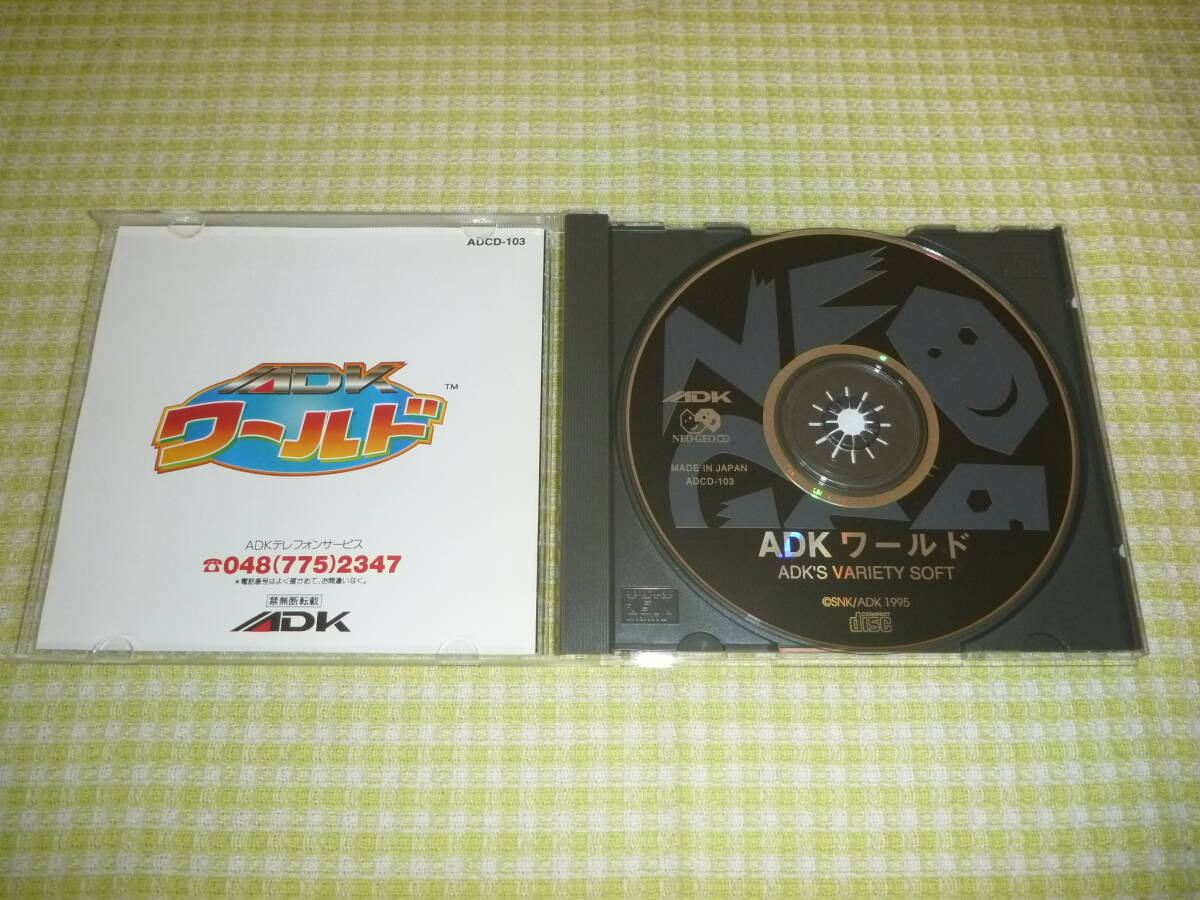 ADCD-103
ADK
ワールド
TM
ADKテレフォンサービス
☎048(775)2347
*電話番号はよく確かめて、お間違いなく。
禁無断転載
ADK
NEO
GEO
ADK
NEO·GEO CD
MADE IN JAPAN
ADCD-103
ADK ワールド
ADK'S VARIETY SOFT
©SNK/ADK 1995
COMPACT
disc